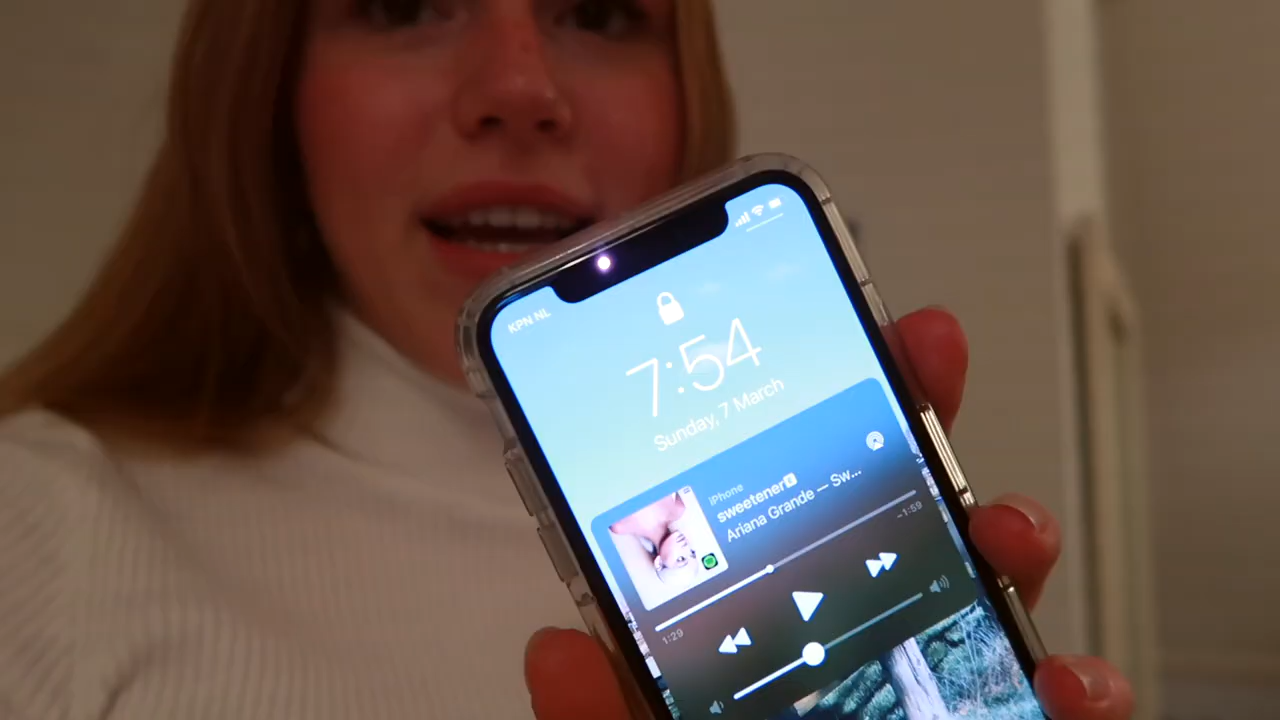 KPN NL
7:54
Sunday, 7 March
iPhone
sweetener E
Ariana Grande — Sw...
1:29
-1:59